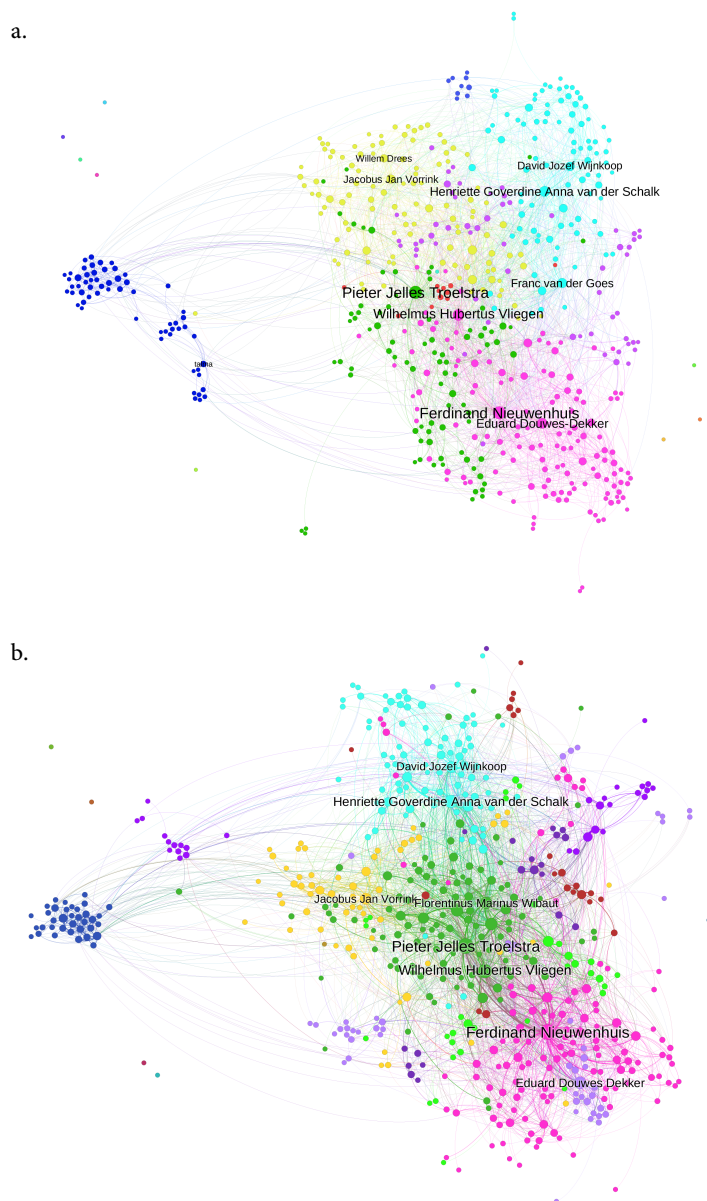 a.
Willem Drees
David Jozef Wijnkoop
Jacobus Jan Vorrink
Henriette Goverdine Anna van der Schalk
Franc van der Goes
Pieter Jelles Troelstra
Wilhelmus Hubertus Vliegen
Ferdinand Nieuwenhuis
Eduard Douwes-Dekker
b.
David Jozef Wijnkoop
Henriette Goverdine Anna van der Schalk
Jacobus Jan Vorrink
Florentinus Marinus Wibaut
Pieter Jelles Troelstra
Wilhelmus Hubertus Vliegen
Ferdinand Nieuwenhuis
Eduard Douwes Dekker